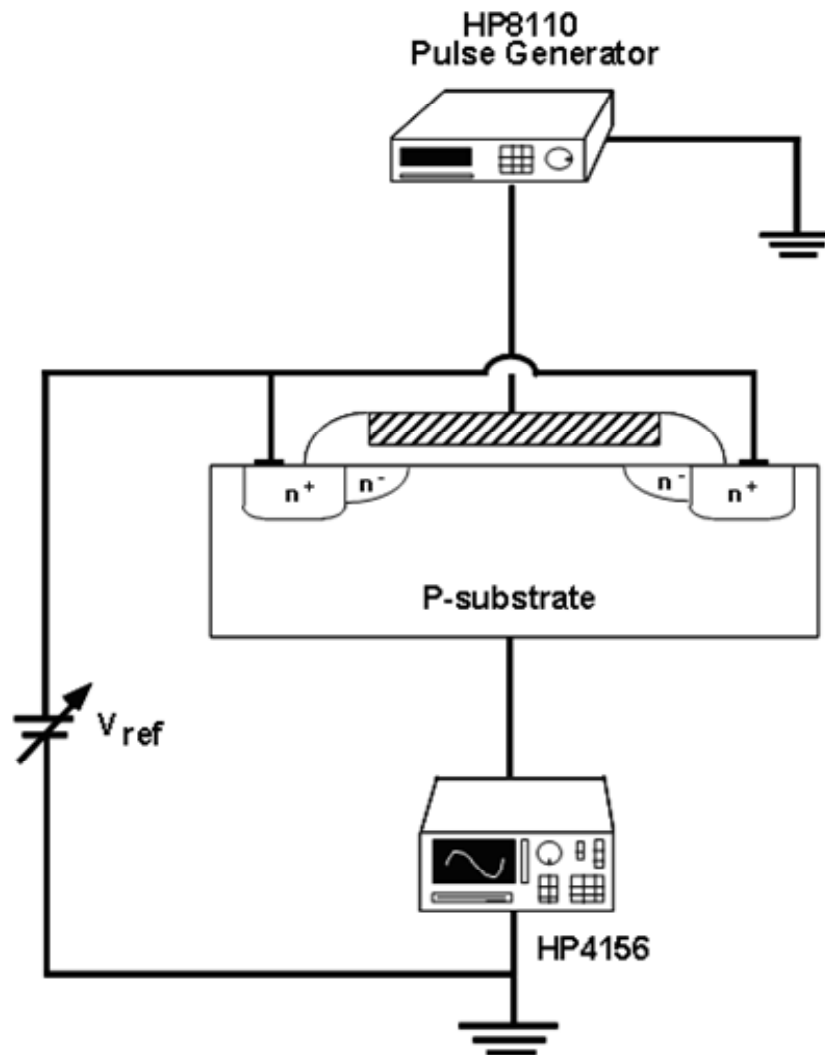 HP8110
Pulse Generator
n+ n- n- n+
P-substrate
V ref
HP4156